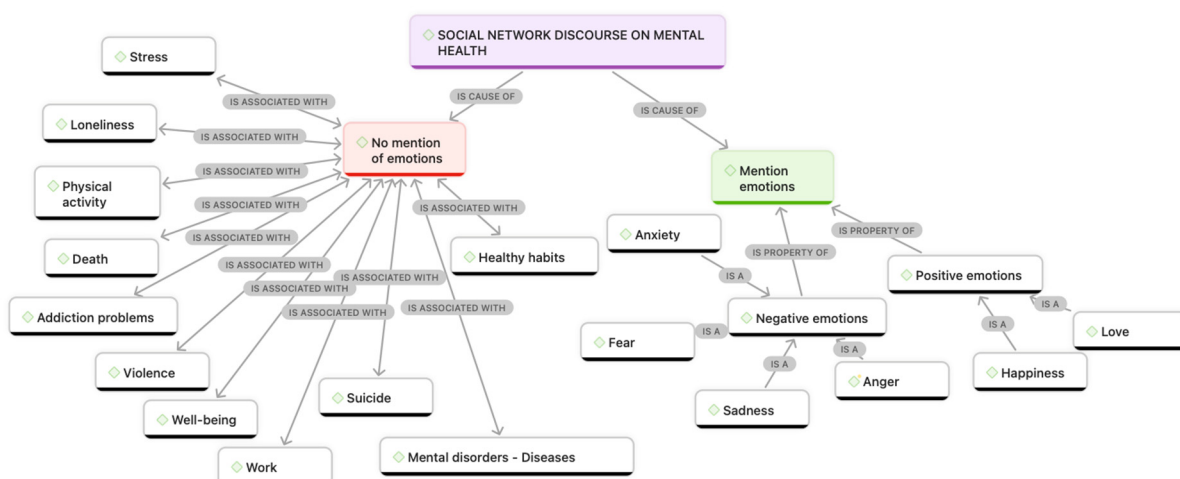 SOCIAL NETWORK DISCOURSE ON MENTAL
HEALTH
Stress
IS CAUSE OF
IS ASSOCIATED WITH
IS CAUSE OF
Loneliness
IS ASSOCIATED WITH
No mention
of emotions
IS ASSOCIATED WITH
Mention
emotions
Physical
activity
IS ASSOCIATED WITH
IS ASSOCIATED WITH
IS ASSOCIATED WITH
IS PROPERTY OF
Anxiety
IS PROPERTY OF
Death
Healthy habits
IS ASSOCIATED WITH
IS ASSOCIATED WITH
IS ASSOCIATED WITH
IS A
Positive emotions
IS ASSOCIATED WITH
IS ASSOCIATED WITH
IS A
Addiction problems
Negative emotions
IS A
IS A
Love
Fear
IS A
IS A
Violence
Happiness
Anger
Suicide
Sadness
Well-being
Mental disorders - Diseases
Work